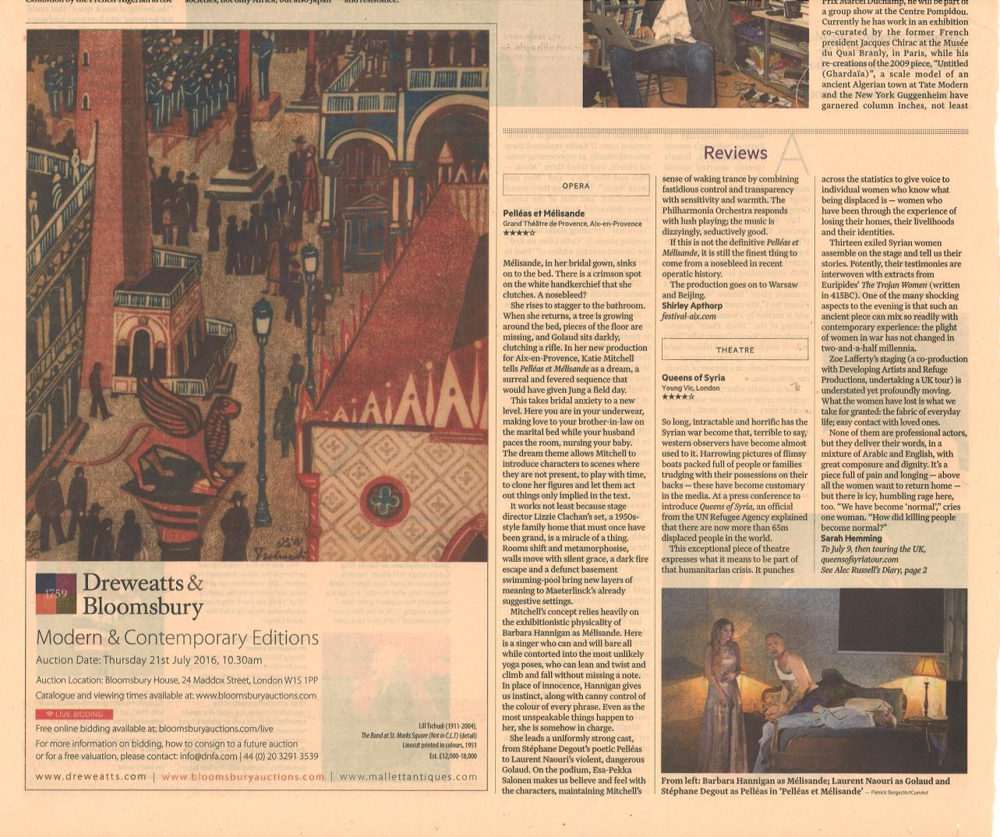 exhibition by the French-Algerian artist
societies, not only Africa, but also Japan
and resistance.
Prix Marcel Duchamp, he will be part of
a group show at the Centre Pompidou.
Currently he has work in an exhibition
co-curated by the former French
president Jacques Chirac at the Musée
du Quai Branly, in Paris, while his
re-creations of the 2009 piece, "Untitled
(Ghardaïa)", a scale model of an
ancient Algerian town at Tate Modern
and the New York Guggenheim have
garnered column inches, not least
Reviews
OPERA
Pelléas et Mélisande
Grand Théâtre de Provence, Aix-en-Provence
★★★★☆
Mélisande, in her bridal gown, sinks
on to the bed. There is a crimson spot
on the white handkerchief that she
clutches. A nosebleed?
She rises to stagger to the bathroom.
When she returns, a tree is growing
around the bed, pieces of the floor are
missing, and Golaud sits darkly,
clutching a rifle. In her new production
for Aix-en-Provence, Katie Mitchell
tells Pelléas et Mélisande as a dream, a
surreal and fevered sequence that
would have given Jung a field day.
This takes bridal anxiety to a new
level. Here you are in your underwear,
making love to your brother-in-law on
the marital bed while your husband
paces the room, nursing your baby.
The dream theme allows Mitchell to
introduce characters to scenes where
they are not present, to play with time,
to clone her figures and let them act
out things only implied in the text.
It works not least because stage
director Lizzie Clachan's set, a 1950s-
style family home that must once have
been grand, is a miracle of a thing.
Rooms shift and metamorphosise,
walls move with silent grace, a dark fire
escape and a defunct basement
swimming-pool bring new layers of
meaning to Maeterlinck's already
suggestive settings.
Mitchell's concept relies heavily on
the exhibitionistic physicality of
Barbara Hannigan as Mélisande. Here
is a singer who can and will bare all
while contorted into the most unlikely
yoga poses, who can lean and twist and
climb and fall without missing a note.
In place of innocence, Hannigan gives
us instinct, along with canny control of
the colour of every phrase. Even as the
most unspeakable things happen to
her, she is somehow in charge.
She leads a uniformly strong cast,
from Stéphane Degout's poetic Pelléas
to Laurent Naouri's violent, dangerous
Golaud. On the podium, Esa-Pekka
Salonen makes us believe and feel with
the characters, maintaining Mitchell's
sense of waking trance by combining
fastidious control and transparency
with sensitivity and warmth. The
Philharmonia Orchestra responds
with lush playing; the music is
dizzyingly, seductively good.
If this is not the definitive Pelléas et
Mélisande, it is still the finest thing to
come from a nosebleed in recent
operatic history.
The production goes on to Warsaw
and Beijing.
Shirley Apthorp
festival-aix.com
THEATRE
Queens of Syria
Young Vic, London
★★★★☆
So long, intractable and horrific has the
Syrian war become that, terrible to say,
western observers have become almost
used to it. Harrowing pictures of flimsy
boats packed full of people or families
trudging with their possessions on their
backs — these have become customary
in the media. At a press conference to
introduce Queens of Syria, an official
from the UN Refugee Agency explained
that there are now more than 65m
displaced people in the world.
This exceptional piece of theatre
expresses what it means to be part of
that humanitarian crisis. It punches
across the statistics to give voice to
individual women who know what
being displaced is — women who
have been through the experience of
losing their homes, their livelihoods
and their identities.
Thirteen exiled Syrian women
assemble on the stage and tell us their
stories. Potently, their testimonies are
interwoven with extracts from
Euripides' The Trojan Women (written
in 415BC). One of the many shocking
aspects to the evening is that such an
ancient piece can mix so readily with
contemporary experience: the plight
of women in war has not changed in
two-and-a-half millennia.
Zoe Lafferty's staging (a co-production
with Developing Artists and Refuge
Productions, undertaking a UK tour) is
understated yet profoundly moving.
What the women have lost is what we
take for granted: the fabric of everyday
life; easy contact with loved ones.
None of them are professional actors,
but they deliver their words, in a
mixture of Arabic and English, with
great composure and dignity. It's a
piece full of pain and longing — above
all the women want to return home —
but there is icy, humbling rage here,
too. "We have become 'normal'," cries
one woman. "How did killing people
become normal?"
Sarah Hemming
To July 9, then touring the UK,
queensofsyriatour.com
See Alec Russell's Diary, page 2
From left: Barbara Hannigan as Mélisande; Laurent Naouri as Golaud and
Stéphane Degout as Pelléas in 'Pelléas et Mélisande' — Patrick Berger/ArtComArt
1759
Dreweatts &
Bloomsbury
Modern & Contemporary Editions
Auction Date: Thursday 21st July 2016, 10.30am
Auction Location: Bloomsbury House, 24 Maddox Street, London W1S 1PP
Catalogue and viewing times available at: www.bloomsburyauctions.com
LIVE BIDDING
Free online bidding available at: bloomsburyauctions.com/live
For more information on bidding, how to consign to a future auction
or for a free valuation, please contact: info@dnfa.com | 44 (0) 20 3291 3539
Lill Tschudi (1911-2004),
The Band at St. Marks Square (Not in C.L.T) (detail)
Linocut printed in colours, 1951
Est. £12,000-18,000
www.dreweatts.com | www.bloomsburyauctions.com | www.mallettantiques.com